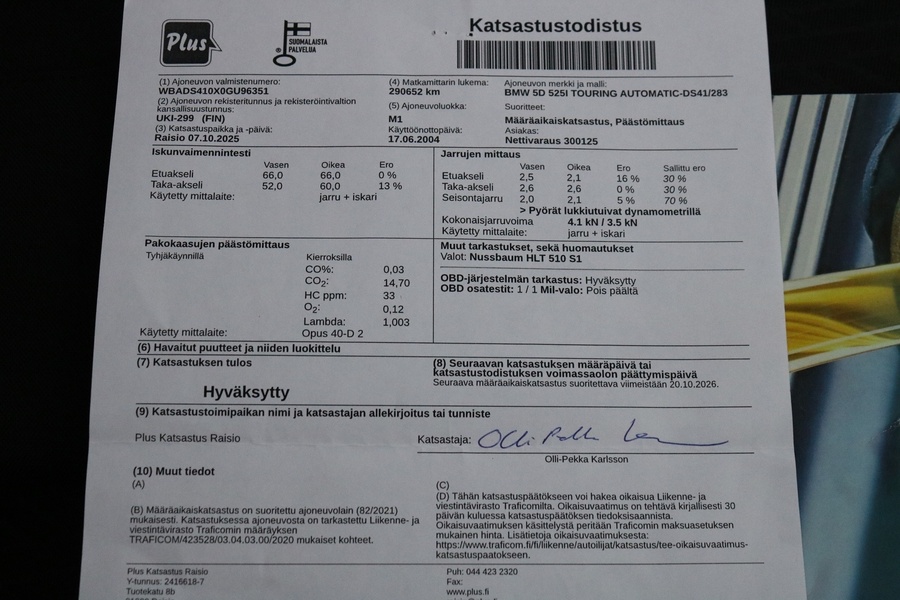 Plus
SUOMALAISTA
PALVELUA
Katsastustodistus
(1) Ajoneuvon valmistenumero:
WBADS410X0GU96351
(2) Ajoneuvon rekisteritunnus ja rekisteröintivaltion
kansallisuustunnus:
UKI-299 (FIN)
(3) Katsastuspaikka ja -päivä:
Raisio 07.10.2025
(4) Matkamittarin lukema:
290652 km
(5) Ajoneuvoluokka:
M1
Käyttöönottopäivä:
17.06.2004
Ajoneuvon merkki ja malli:
BMW 5D 525I TOURING AUTOMATIC-DS41/283
Suoritteet:
Määräaikaiskatsastus, Päästömittaus
Asiakas:
Nettivaraus 300125
Iskunvaimennintesti
Vasen Oikea Ero
Etuakseli 66,0 66,0 0 %
Taka-akseli 52,0 60,0 13 %
Käytetty mittalaite: jarru + iskari
Jarrujen mittaus
Vasen Oikea Ero Sallittu ero
Etuakseli 2,5 2,1 16 % 30 %
Taka-akseli 2,6 2,6 0 % 30 %
Seisontajarru 2,0 2,1 5 % 70 %
> Pyörät lukkiutuivat dynamometrillä
Kokonaisjarruvoima 4.1 kN / 3.5 kN
Käytetty mittalaite: jarru + iskari
Pakokaasujen päästömittaus
Tyhjäkäynnillä Kierroksilla
CO%: 0,03
CO2: 14,70
HC ppm: 33
O2: 0,12
Lambda: 1,003
Käytetty mittalaite: Opus 40-D 2
Muut tarkastukset, sekä huomautukset
Valot: Nussbaum HLT 510 S1
OBD-järjestelmän tarkastus: Hyväksytty
OBD osatestit: 1 / 1 Mil-valo: Pois päältä
(6) Havaitut puutteet ja niiden luokittelu
(7) Katsastuksen tulos
Hyväksytty
(8) Seuraavan katsastuksen määräpäivä tai
katsastustodistuksen voimassaolon päättymispäivä
Seuraava määräaikaiskatsastus suoritettava viimeistään 20.10.2026.
(9) Katsastustoimipaikan nimi ja katsastajan allekirjoitus tai tunniste
Plus Katsastus Raisio
Katsastaja:
Olli-Pekka Karlsson
(10) Muut tiedot
(A)
(B) Määräaikaiskatsastus on suoritettu ajoneuvolain (82/2021)
mukaisesti. Katsastuksessa ajoneuvosta on tarkastettu Liikenne- ja
viestintävirasto Traficomin määräyksen
TRAFICOM/423528/03.04.03.00/2020 mukaiset kohteet.
(C)
(D) Tähän katsastuspäätökseen voi hakea oikaisua Liikenne- ja
viestintävirasto Traficomilta. Oikaisuvaatimus on tehtävä kirjallisesti 30
päivän kuluessa katsastuspäätöksen tiedoksisaannista.
Oikaisuvaatimuksen käsittelystä peritään Traficomin maksuasetuksen
mukainen hinta. Lisätietoja oikaisuvaatimuksesta:
https://www.traficom.fi/fi/liikenne/autoilijat/katsastus/tee-oikaisuvaatimus-
katsastuspaatokseen.
Plus Katsastus Raisio
Y-tunnus: 2416618-7
Tuotekatu 8b
Puh: 044 423 2320
Fax:
www.plus.fi